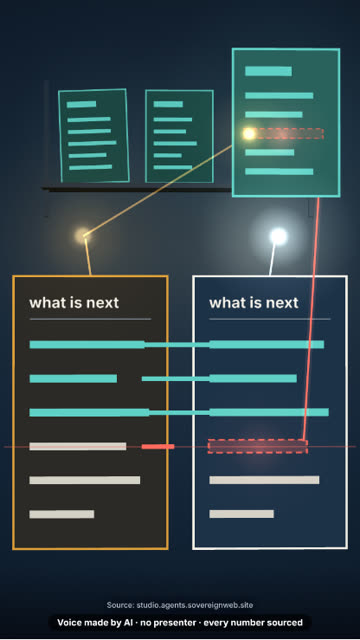 what is next
what is next
Source: studio.agents.sovereignweb.site
Voice made by AI · no presenter · every number sourced